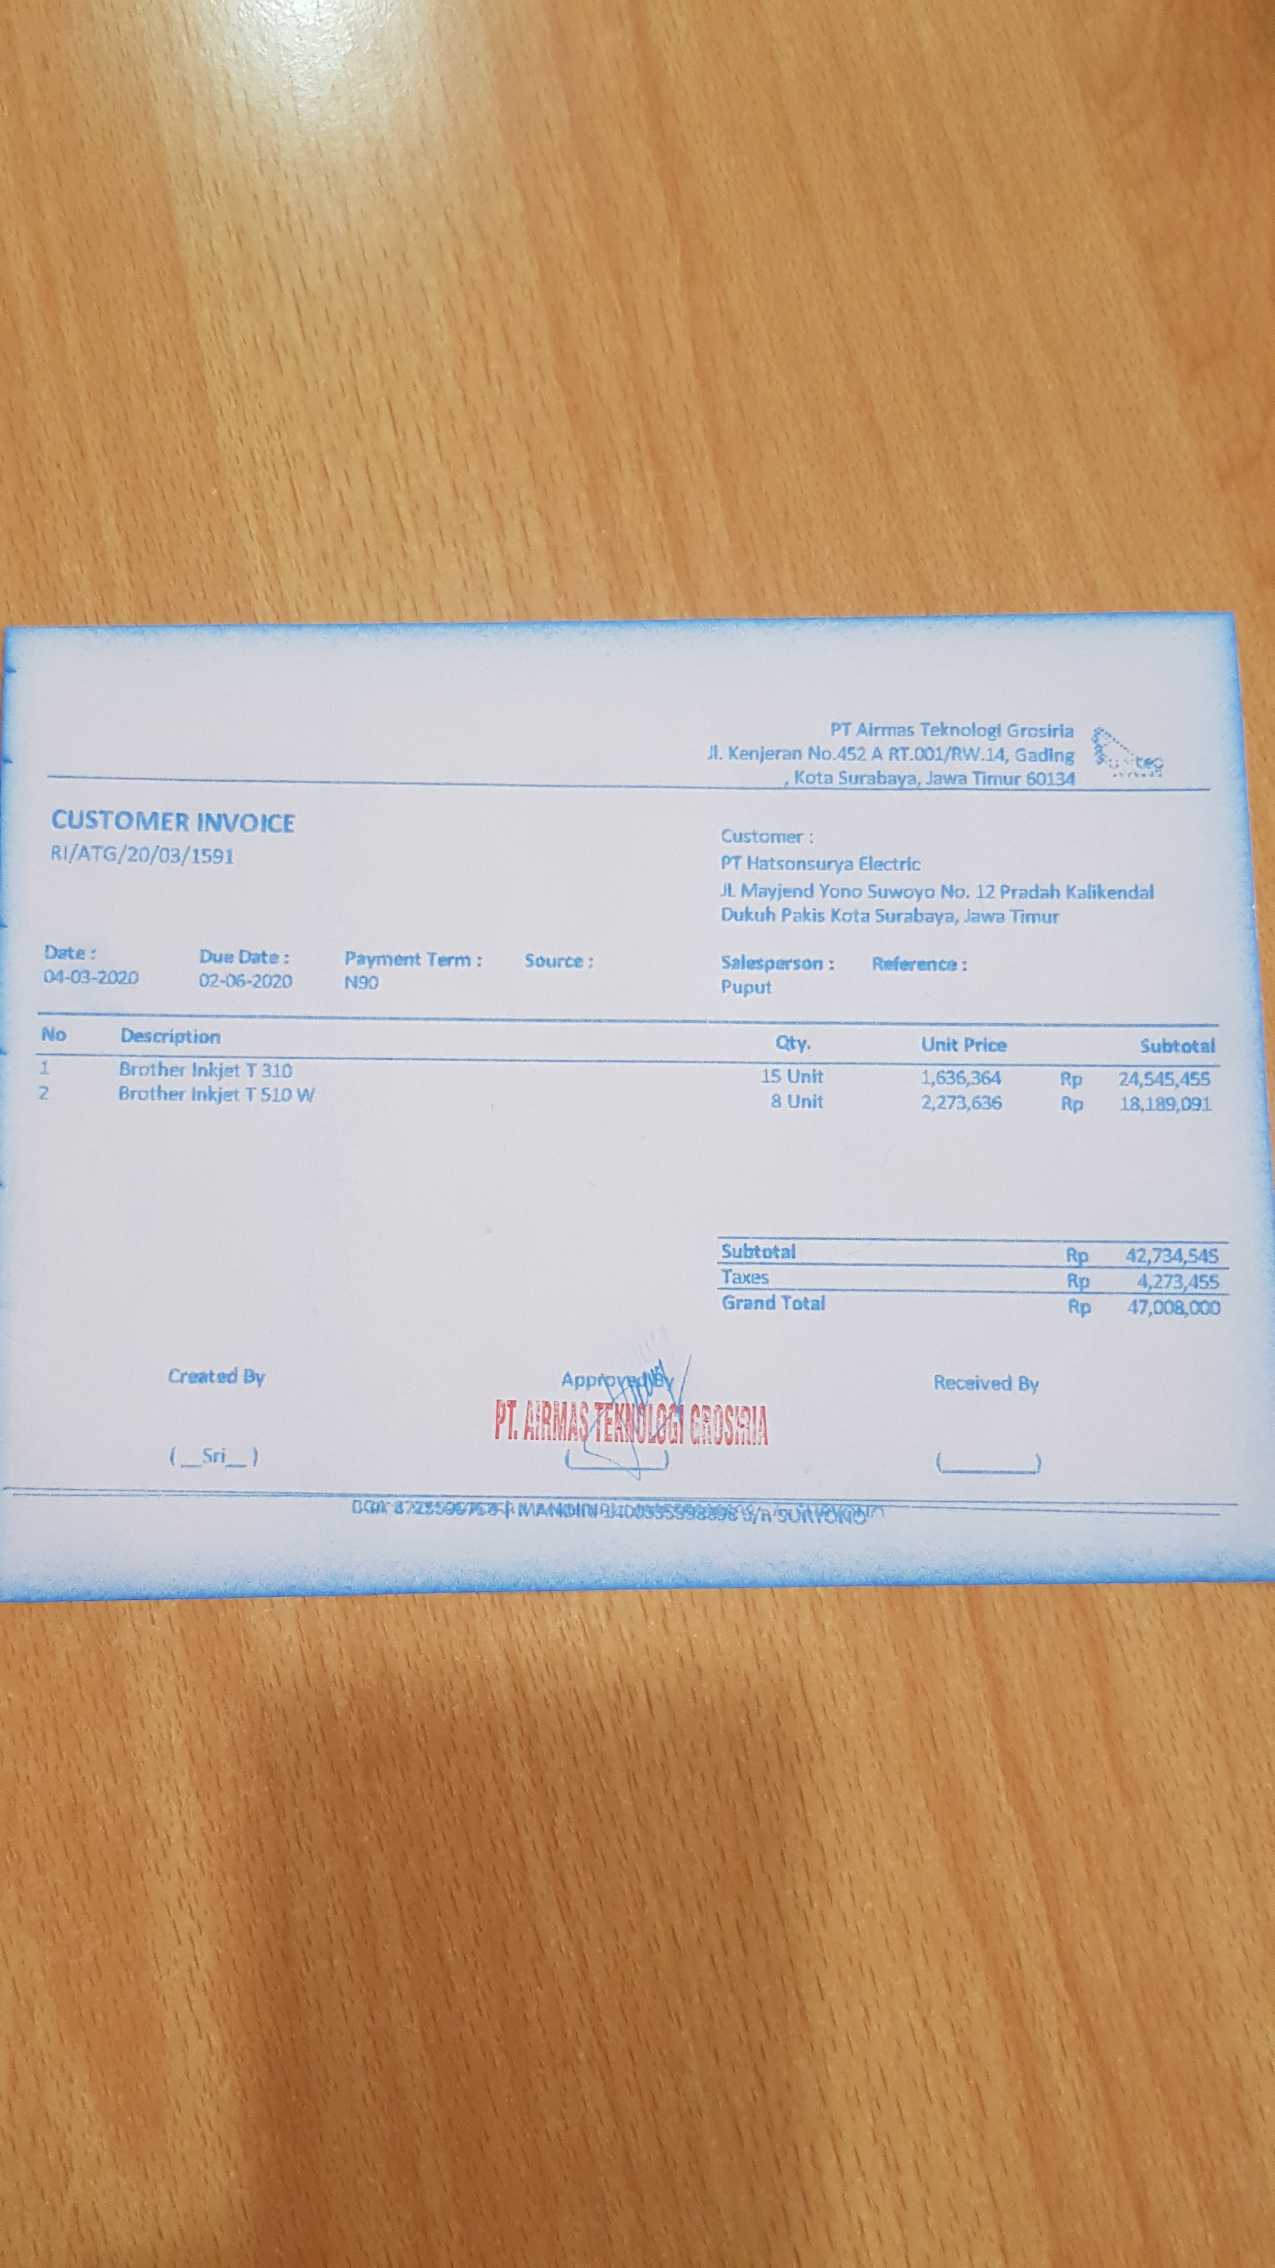 PT Airmas Teknologi Grosiria
Jl. Kenjeran No.452 A RT.001/RW.14, Gading
, Kota Surabaya, Jawa Timur 60134
CUSTOMER INVOICE
RI/ATG/20/03/1591
Customer :
PT Hatsonsurya Electric
Jl. Mayjend Yono Suwoyo No. 12 Pradah Kalikendal
Dukuh Pakis Kota Surabaya, Jawa Timur
Date : Due Date : Payment Term : Source : Salesperson : Reference :
04-03-2020 02-06-2020 N90 Puput
No Description Qty. Unit Price Subtotal
1 Brother Inkjet T 310 15 Unit 1,636,364 Rp 24,545,455
2 Brother Inkjet T 510 W 8 Unit 2,273,636 Rp 18,189,091
Subtotal Rp 42,734,545
Taxes Rp 4,273,455
Grand Total Rp 47,008,000
Created By Approved By Received By
PT. AIRMAS TEKNOLOGI GROSIRIA
(__Sri__) (_______) (_______)